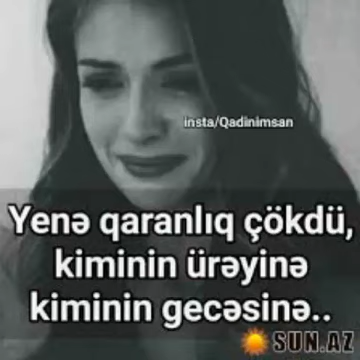 insta/Qadinimsan
Yenə qaranlıq çökdü,
kiminin ürəyinə
kiminin gecəsinə..
SUN.AZ